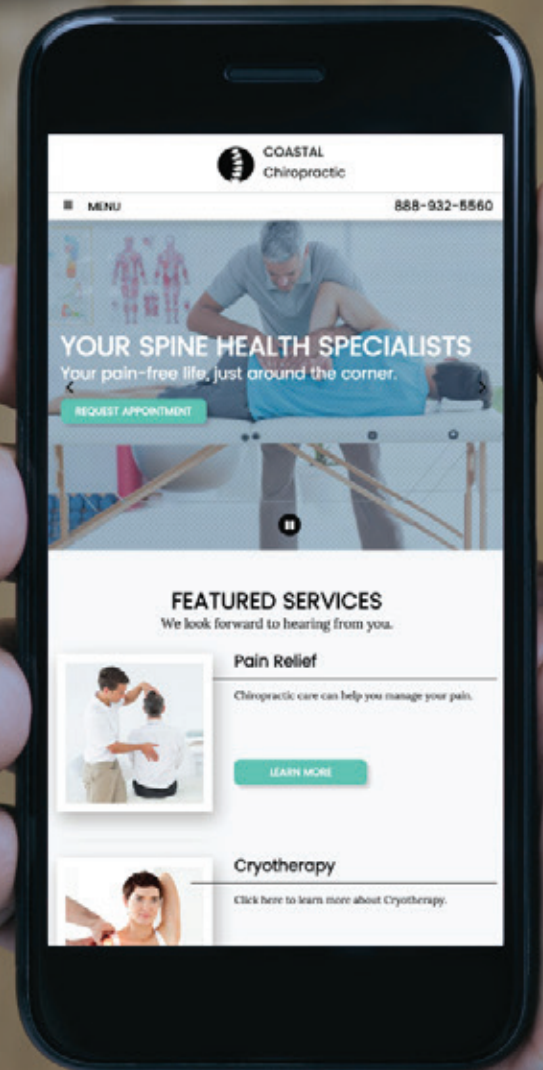 COASTAL
Chiropractic
MENU
888-932-5560
YOUR SPINE HEALTH SPECIALISTS
Your pain-free life, just around the corner.
REQUEST APPOINTMENT
FEATURED SERVICES
We look forward to hearing from you.
Pain Relief
Chiropractic care can help you manage your pain.
LEARN MORE
Cryotherapy
Click here to learn more about Cryotherapy.